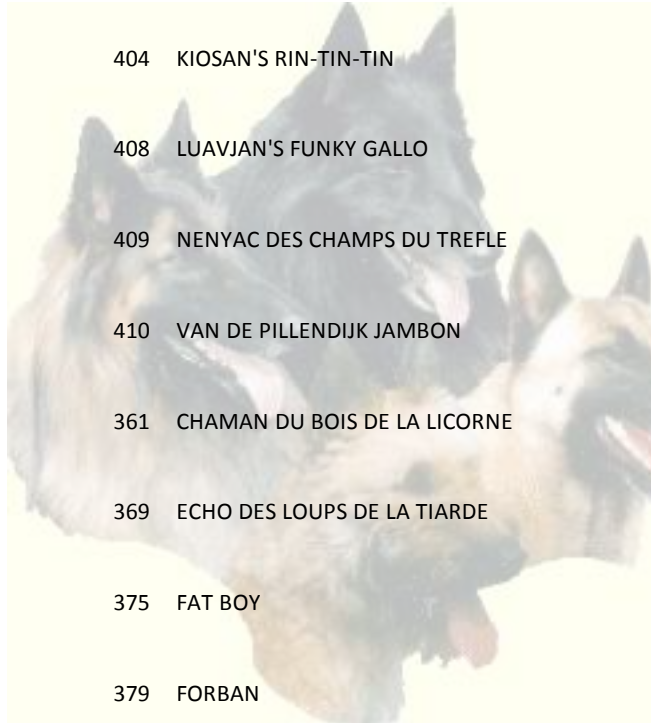 404 KIOSAN'S RIN-TIN-TIN
408 LUAVJAN'S FUNKY GALLO
409 NENYAC DES CHAMPS DU TREFLE
410 VAN DE PILLENDIJK JAMBON
361 CHAMAN DU BOIS DE LA LICORNE
369 ECHO DES LOUPS DE LA TIARDE
375 FAT BOY
379 FORBAN